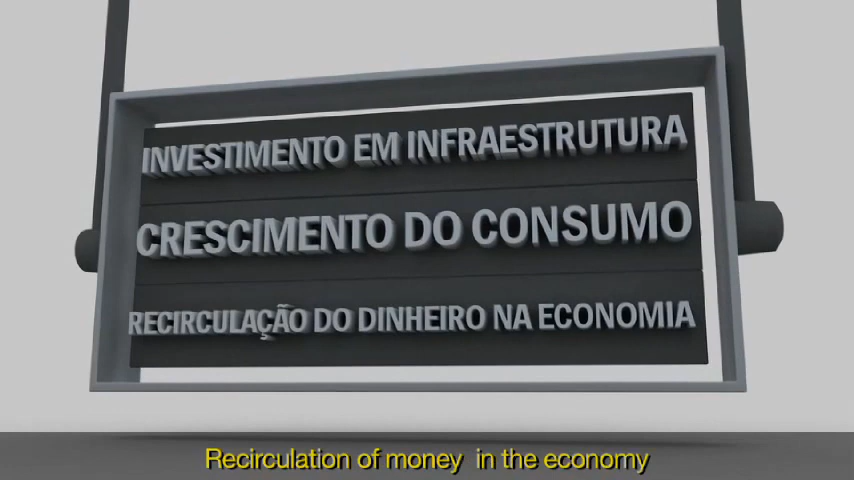 INVESTIMENTO EM INFRAESTRUTURA
CRESCIMENTO DO CONSUMO
RECIRCULAÇÃO DO DINHEIRO NA ECONOMIA
Recirculation of money in the economy